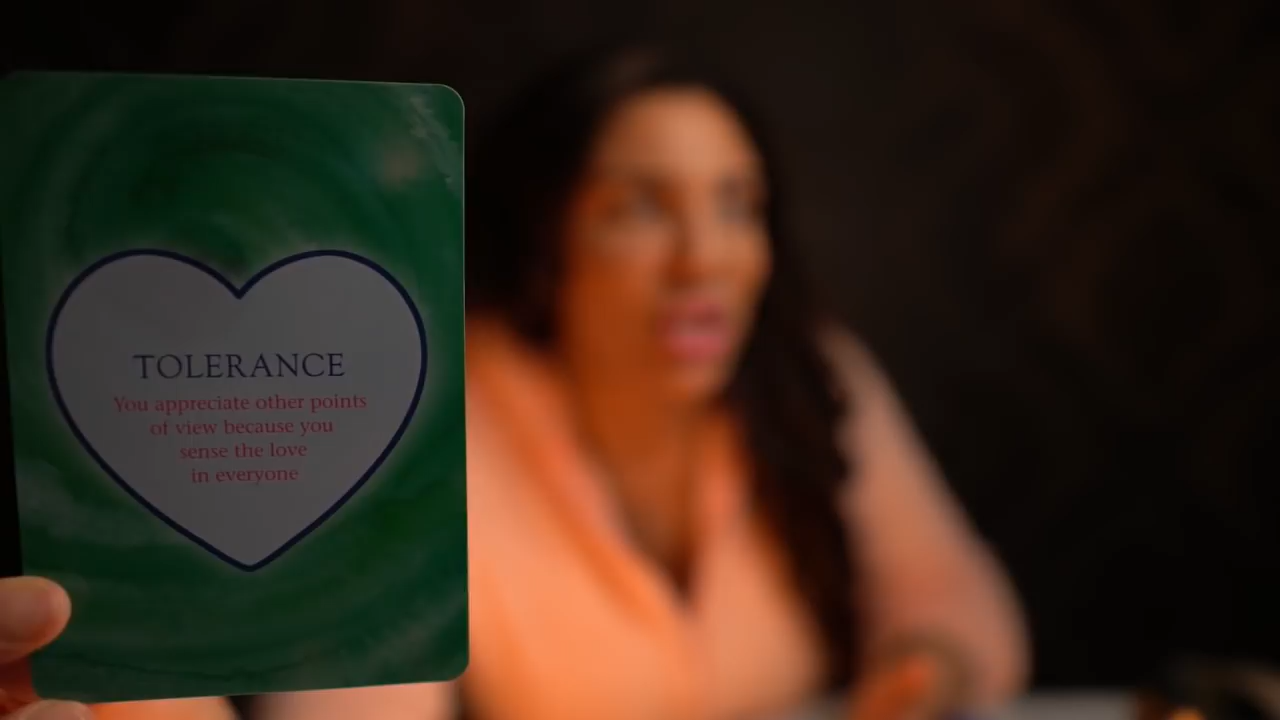 TOLERANCE
You appreciate other points
of view because you
sense the love
in everyone